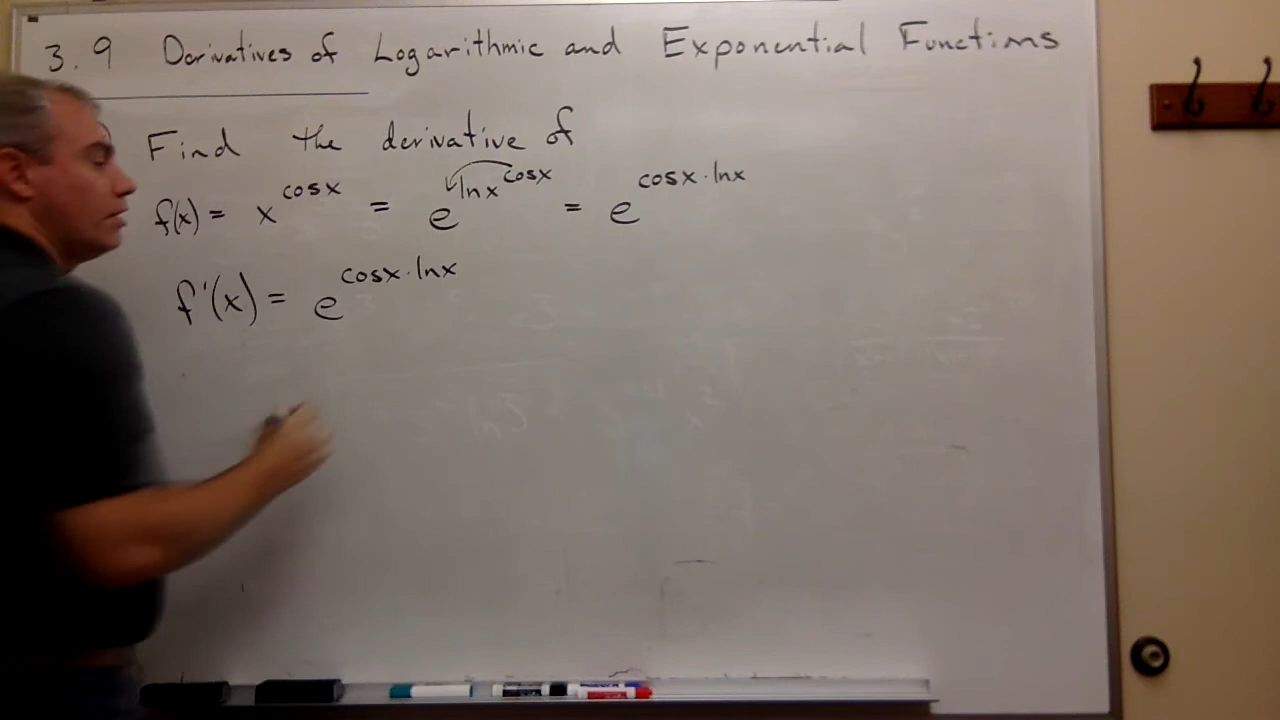 3.9 Derivatives of Logarithmic and Exponential Functions
Find the derivative of
f(x) = x^cosx = e^lnx^cosx = e^cosx·lnx
f'(x) = e^cosx·lnx